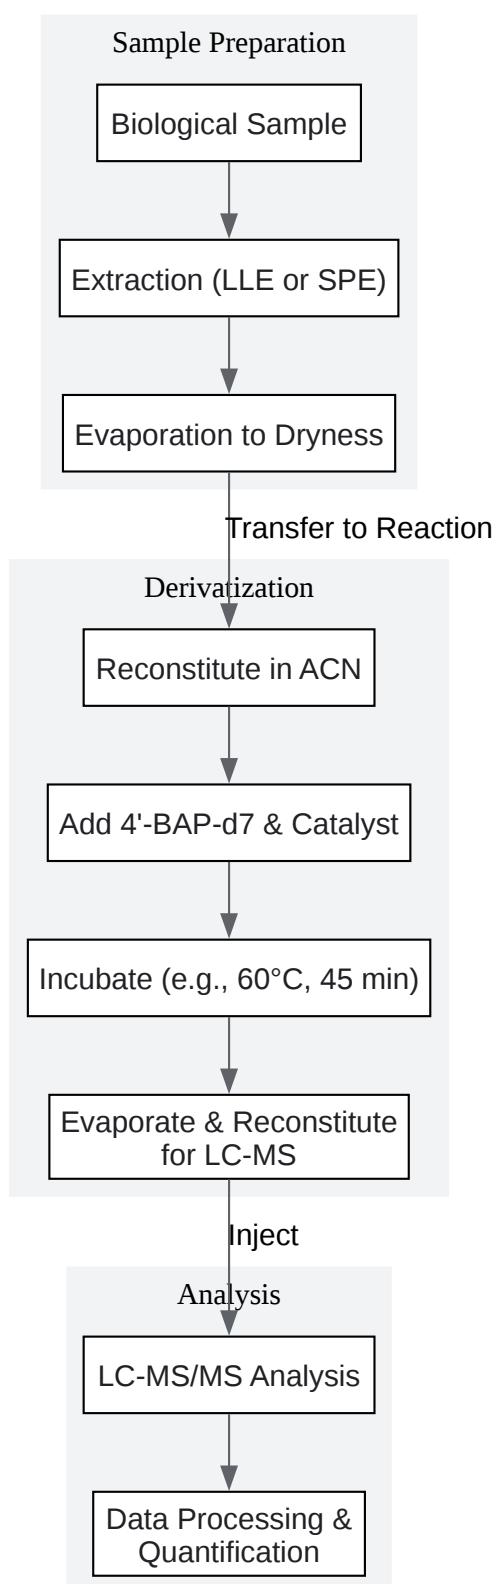 Sample Preparation
Biological Sample
Extraction (LLE or SPE)
Evaporation to Dryness
Transfer to Reaction
Derivatization
Reconstitute in ACN
Add 4'-BAP-d7 & Catalyst
Incubate (e.g., 60°C, 45 min)
Evaporate & Reconstitute
for LC-MS
Inject
Analysis
LC-MS/MS Analysis
Data Processing &
Quantification